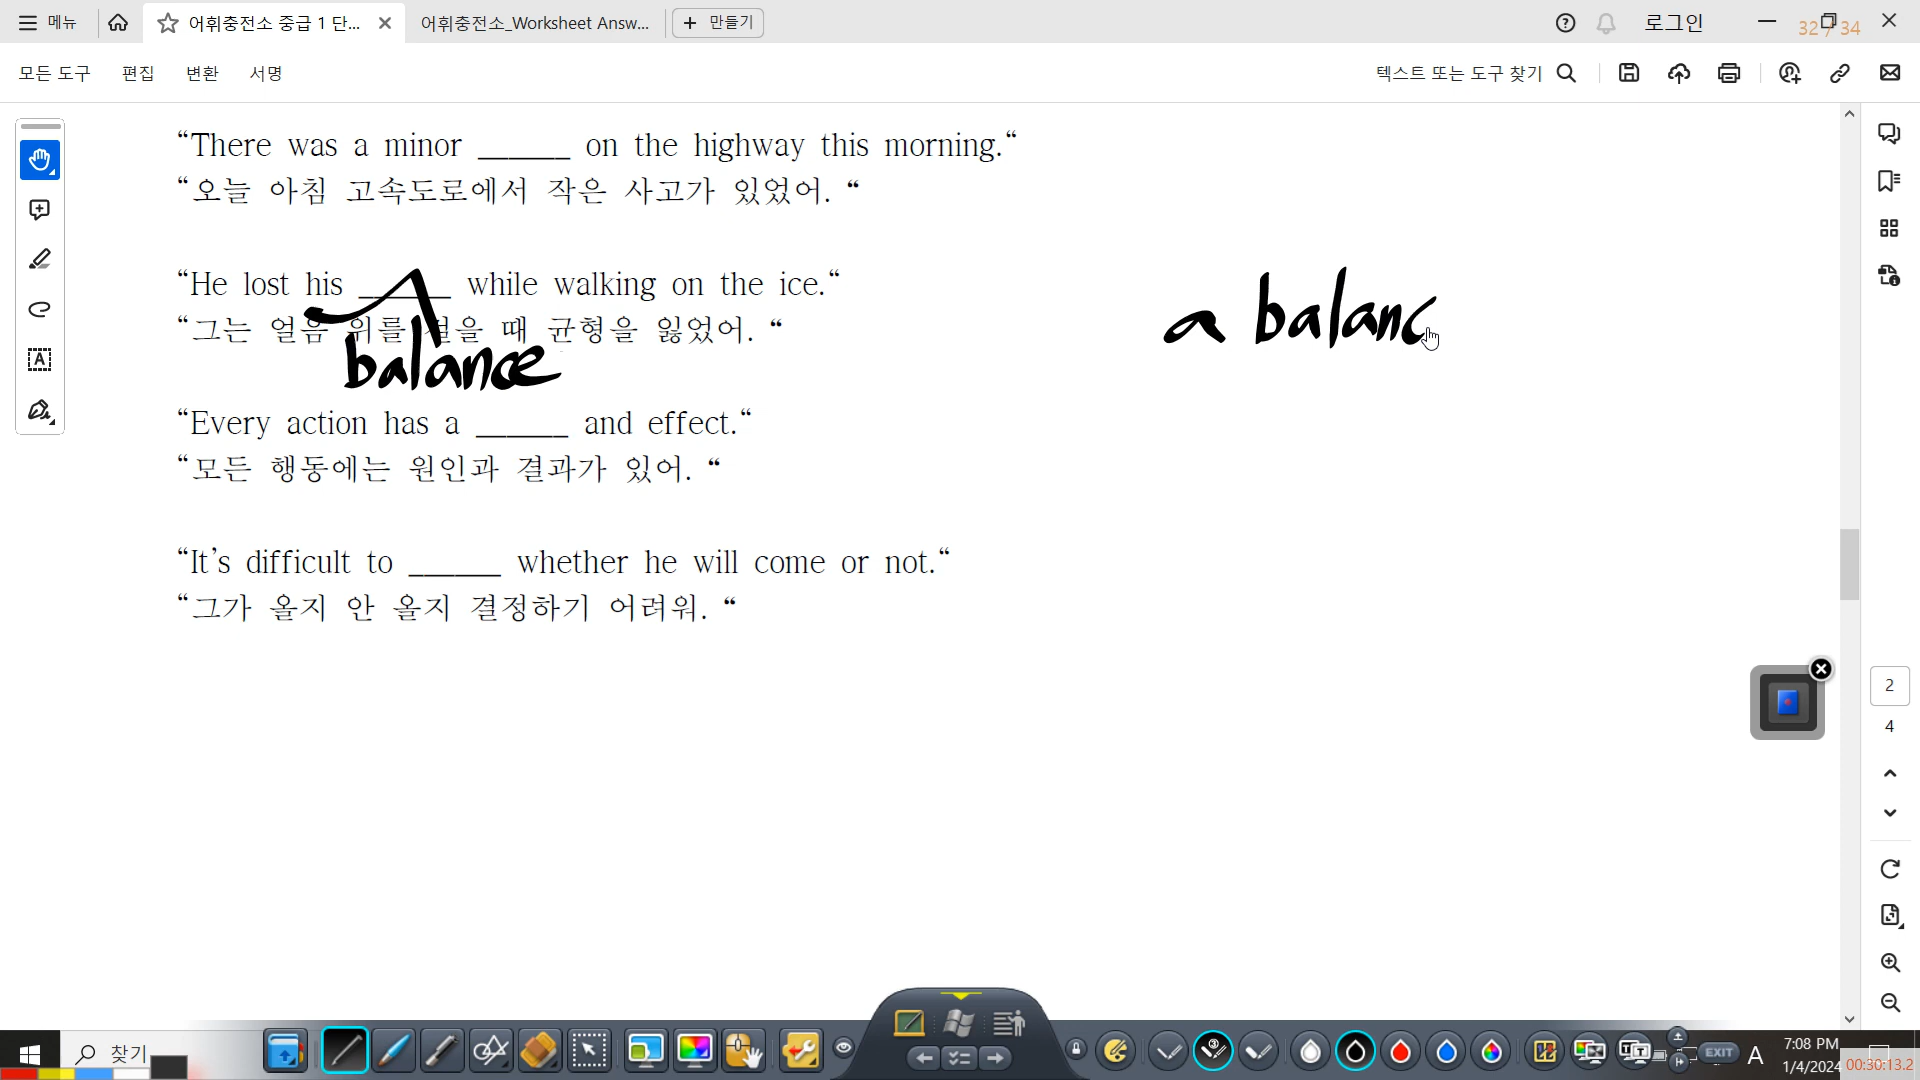 메뉴
어휘충전소 중급 1 단...
어휘충전소_Worksheet Answ...
만들기
로그인
32 / 34
모든 도구
편집
변환
서명
텍스트 또는 도구 찾기
“There was a minor ______ on the highway this morning.“
“오늘 아침 고속도로에서 작은 사고가 있었어. “
“He lost his ______ while walking on the ice.“
“그는 얼음 위를 걸을 때 균형을 잃었어. “
balance
a balanc
“Every action has a ______ and effect.“
“모든 행동에는 원인과 결과가 있어. “
“It’s difficult to ______ whether he will come or not.“
“그가 올지 안 올지 결정하기 어려워. “
2
4
찾기
EXIT
A
7:08 PM
1/4/2024
00:30:13.2